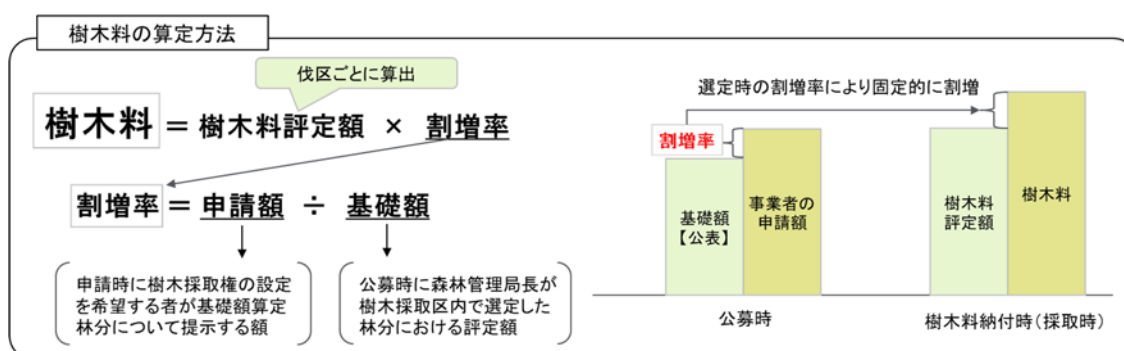 樹木料の算定方法
伐区ごとに算出
樹木料 = 樹木料評定額 × 割増率
割増率 = 申請額 ÷ 基礎額
申請時に樹木採取権の設定
を希望する者が基礎額算定
林分について提示する額
公募時に森林管理局長が
樹木採取区内で選定した
林分における評定額
選定時の割増率により固定的に割増
割増率
基礎額
【公表】
事業者の
申請額
樹木料
評定額
樹木料
公募時
樹木料納付時(採取時)